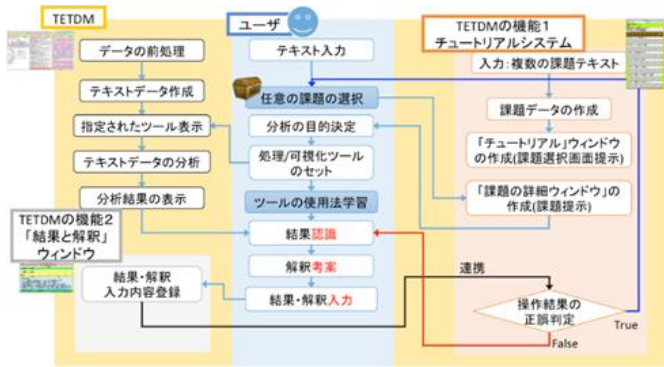 TETDM
データの前処理
テキストデータ作成
指定されたツール表示
テキストデータの分析
分析結果の表示
TETDMの機能2
「結果と解釈」
ウィンドウ
結果・解釈
入力内容登録
ユーザ
テキスト入力
任意の課題の選択
分析の目的決定
処理/可視化ツール
のセット
ツールの使用法学習
結果認識
解釈考案
結果・解釈入力
TETDMの機能1
チュートリアルシステム
入力:複数の課題テキスト
課題データの作成
「チュートリアル」ウィンドウ
の作成(課題選択画面提示)
「課題の詳細ウィンドウ」の
作成(課題提示)
連携
操作結果の
正誤判定
True
False